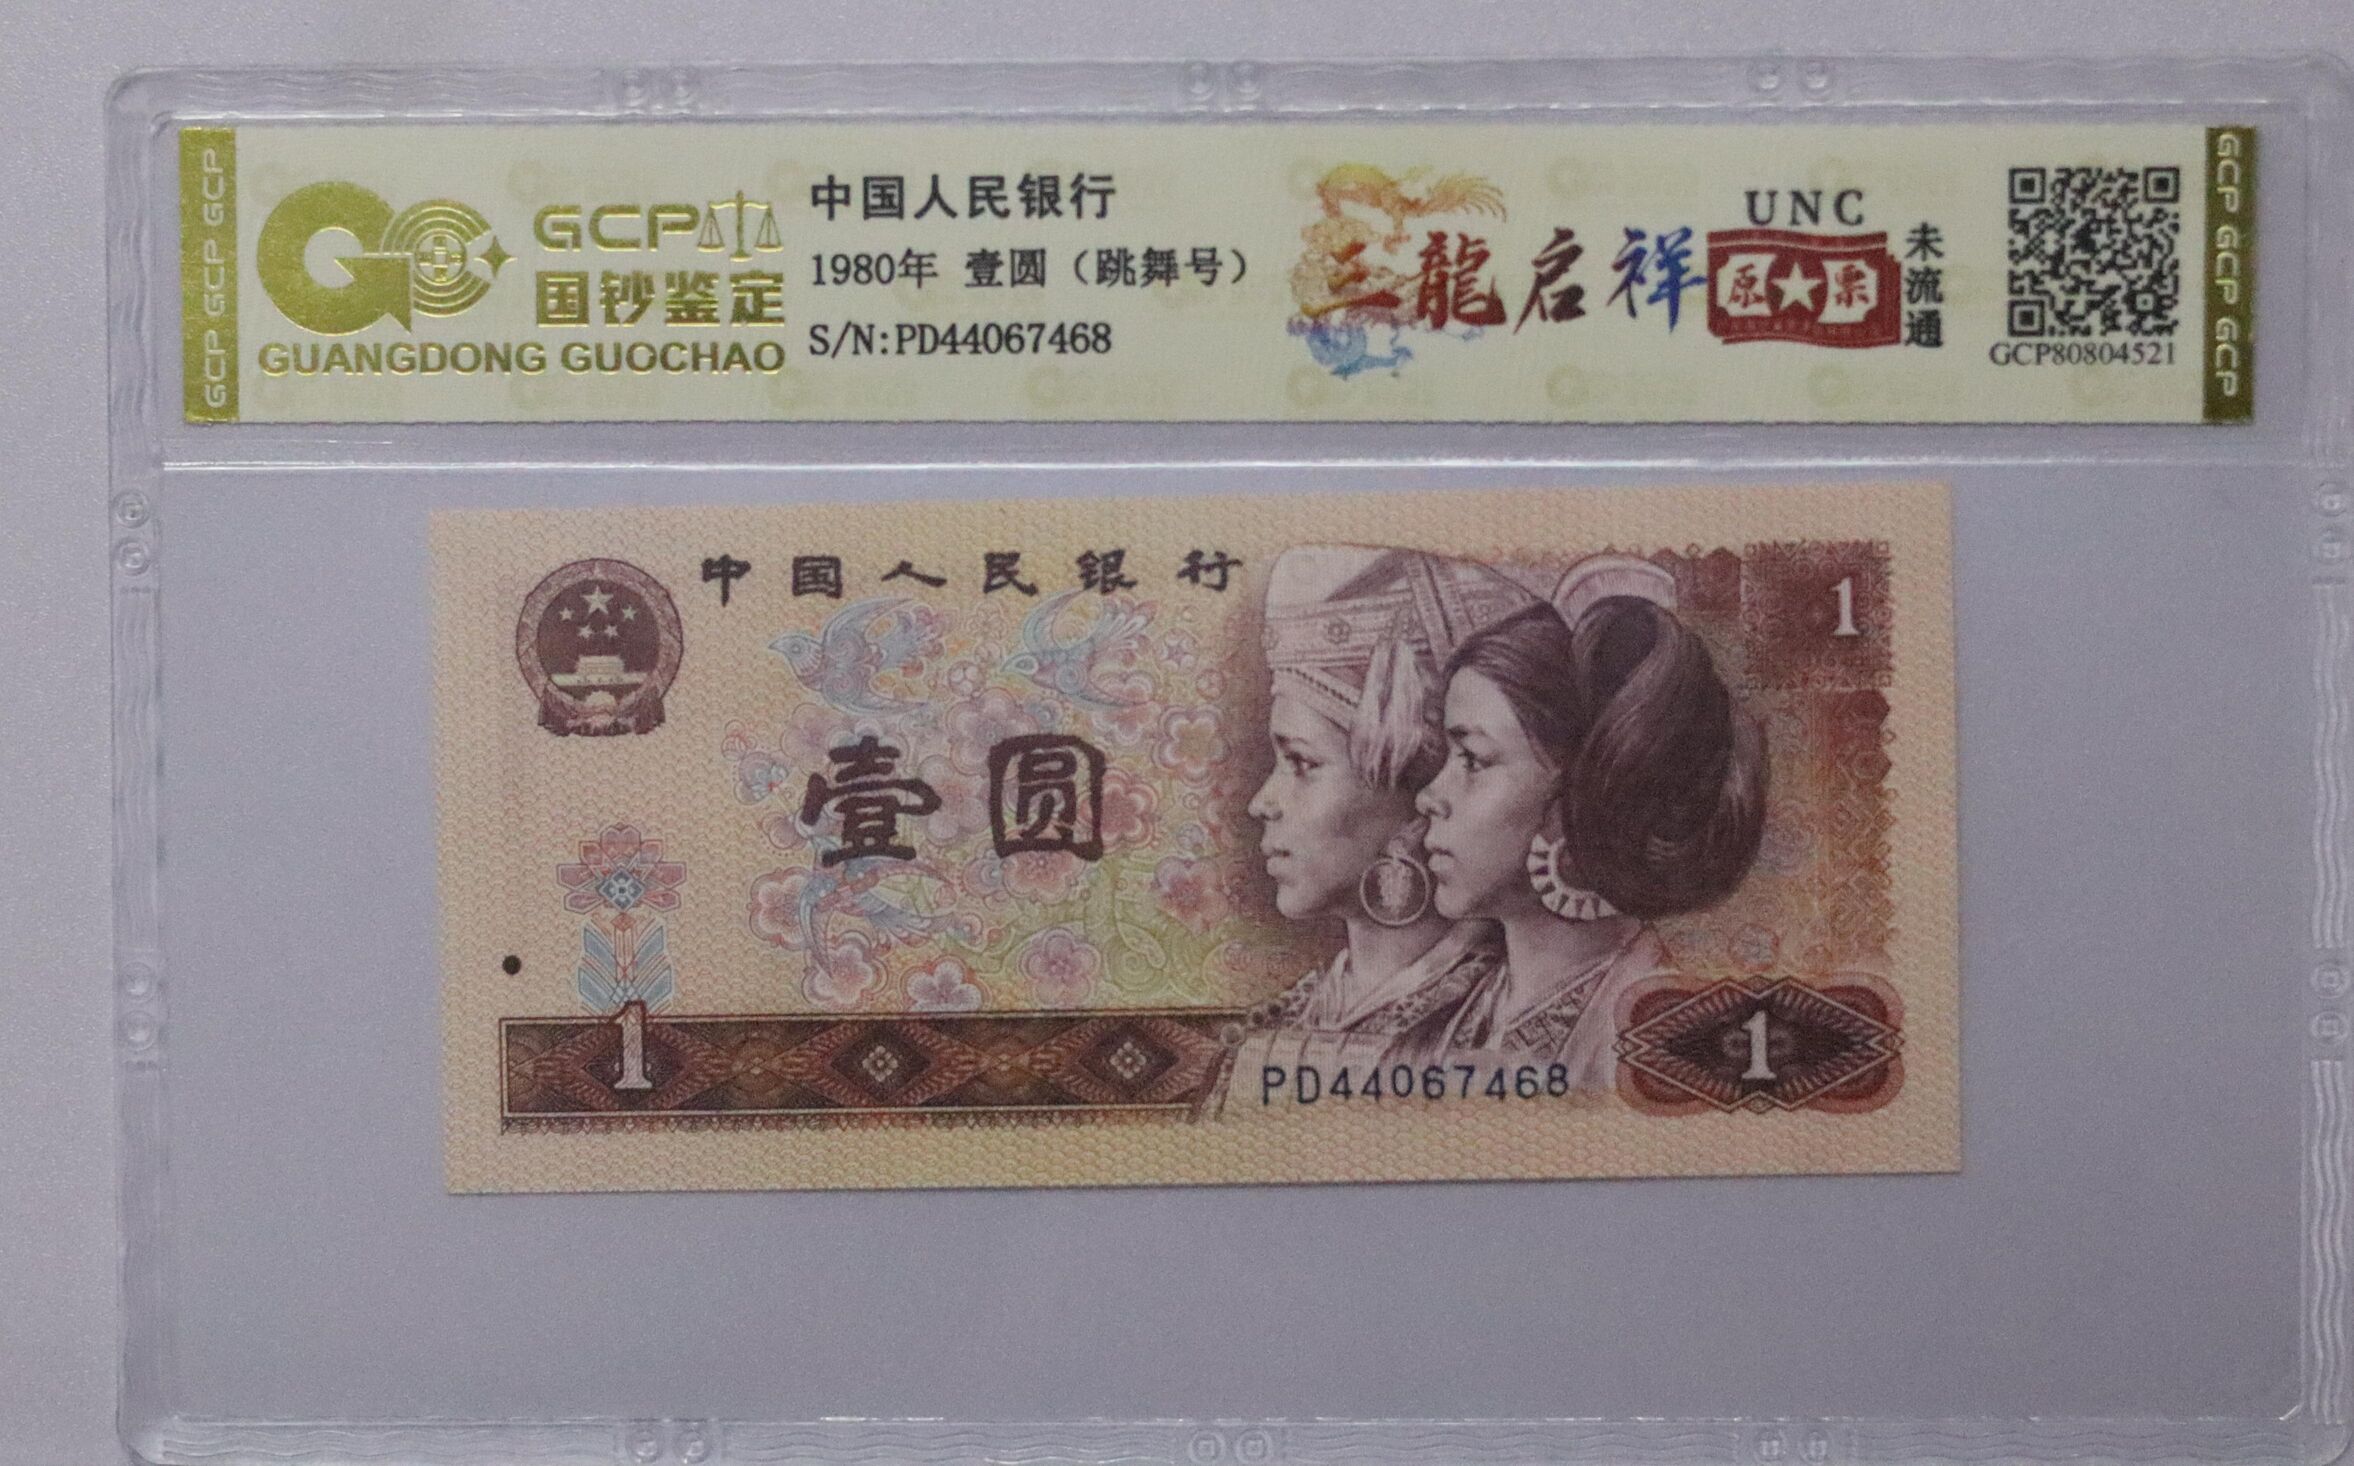 GCP GCP GCP
GCP
国钞鉴定
GUANGDONG GUOCHAO
中国人民银行
1980年 壹圆（跳舞号）
S/N:PD44067468
三龍启祥
UNC
原票
未流通
GCP80804521
GCP GCP GCP
中国人民银行
1
壹圆
1
PD44067468
1